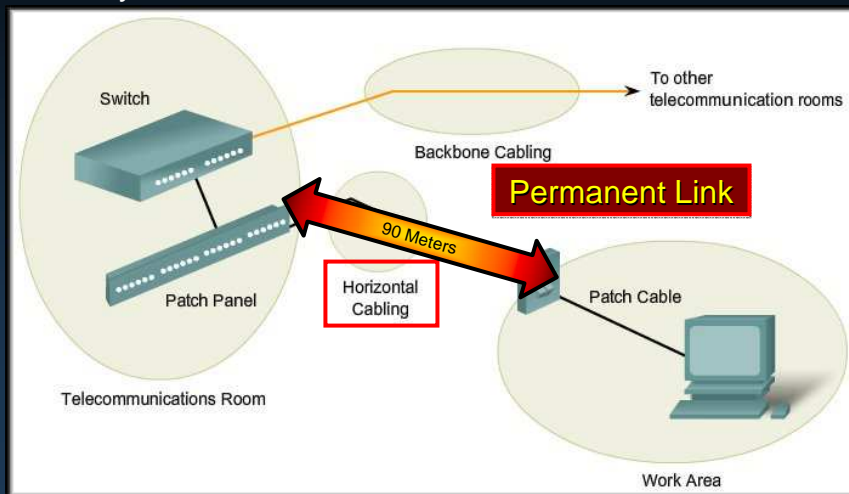 Switch
To other
telecommunication rooms
Backbone Cabling
Permanent Link
90 Meters
Patch Panel
Horizontal
Cabling
Patch Cable
Telecommunications Room
Work Area